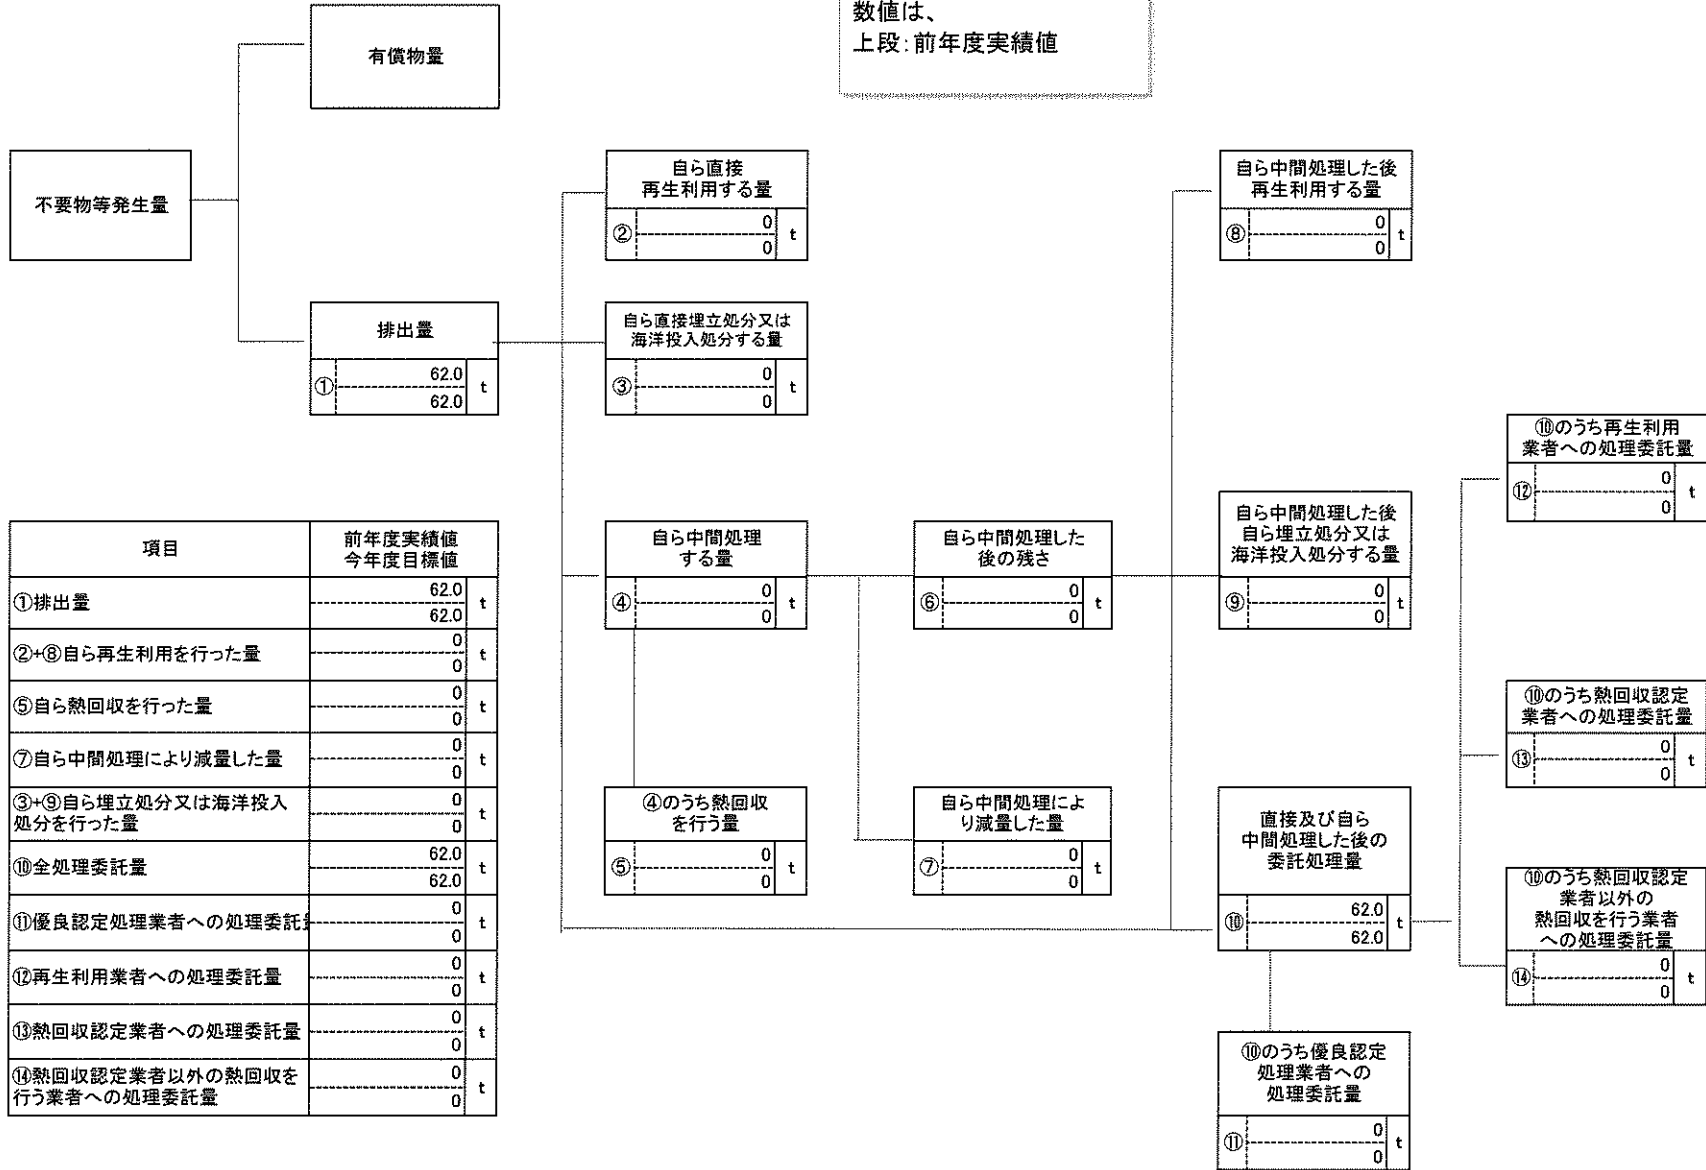 数値は、
上段:前年度実績値
有償物量
不要物等発生量
自ら直接
再生利用する量
② 0 t
0
自ら中間処理した後
再生利用する量
⑧ 0 t
0
排出量
① 62.0 t
62.0
自ら直接埋立処分又は
海洋投入処分する量
③ 0 t
0
⑩のうち再生利用
業者への処理委託量
⑫ 0 t
0
自ら中間処理
する量
④ 0 t
0
自ら中間処理した
後の残さ
⑥ 0 t
0
自ら中間処理した後
自ら埋立処分又は
海洋投入処分する量
⑨ 0 t
0
⑩のうち熱回収認定
業者への処理委託量
⑬ 0 t
0
④のうち熱回収
を行う量
⑤ 0 t
0
自ら中間処理によ
り減量した量
⑦ 0 t
0
直接及び自ら
中間処理した後の
委託処理量
⑩ 62.0 t
62.0
⑩のうち熱回収認定
業者以外の
熱回収を行う業者
への処理委託量
⑭ 0 t
0
⑩のうち優良認定
処理業者への
処理委託量
⑪ 0 t
0
項目 前年度実績値
今年度目標値
①排出量 62.0 t
62.0
②+⑧自ら再生利用を行った量 0 t
0
⑤自ら熱回収を行った量 0 t
0
⑦自ら中間処理により減量した量 0 t
0
③+⑨自ら埋立処分又は海洋投入
処分を行った量 0 t
0
⑩全処理委託量 62.0 t
62.0
⑪優良認定処理業者への処理委託 0 t
0
⑫再生利用業者への処理委託量 0 t
0
⑬熱回収認定業者への処理委託量 0 t
0
⑭熱回収認定業者以外の熱回収を
行う業者への処理委託量 0 t
0